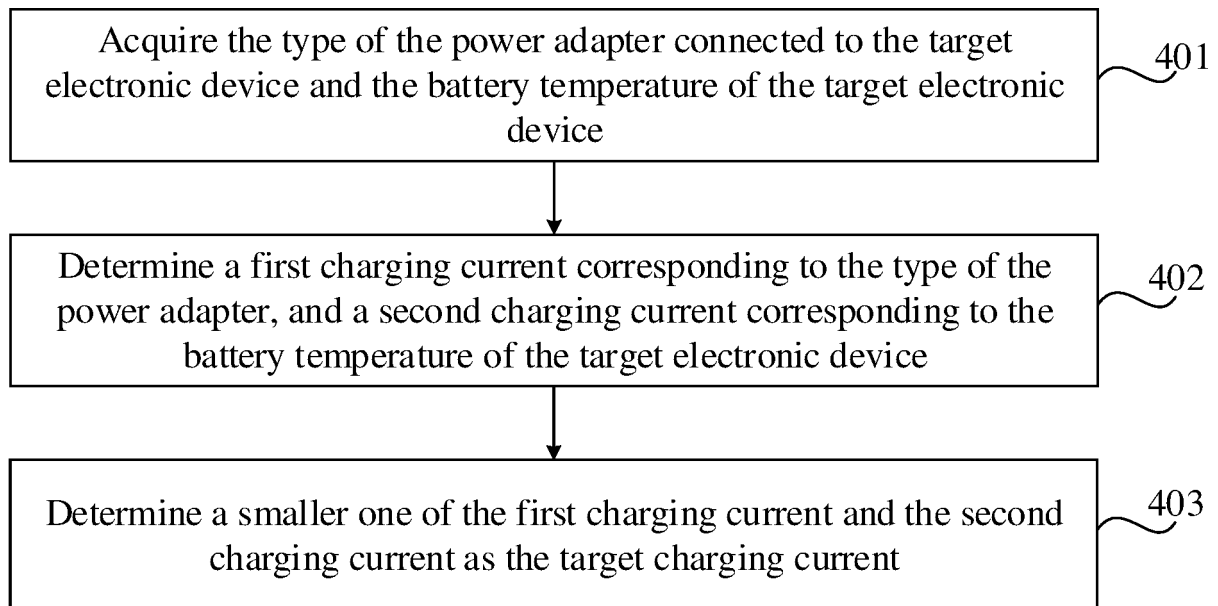 Acquire the type of the power adapter connected to the target
electronic device and the battery temperature of the target electronic
device
401
Determine a first charging current corresponding to the type of the
power adapter, and a second charging current corresponding to the
battery temperature of the target electronic device
402
Determine a smaller one of the first charging current and the second
charging current as the target charging current
403